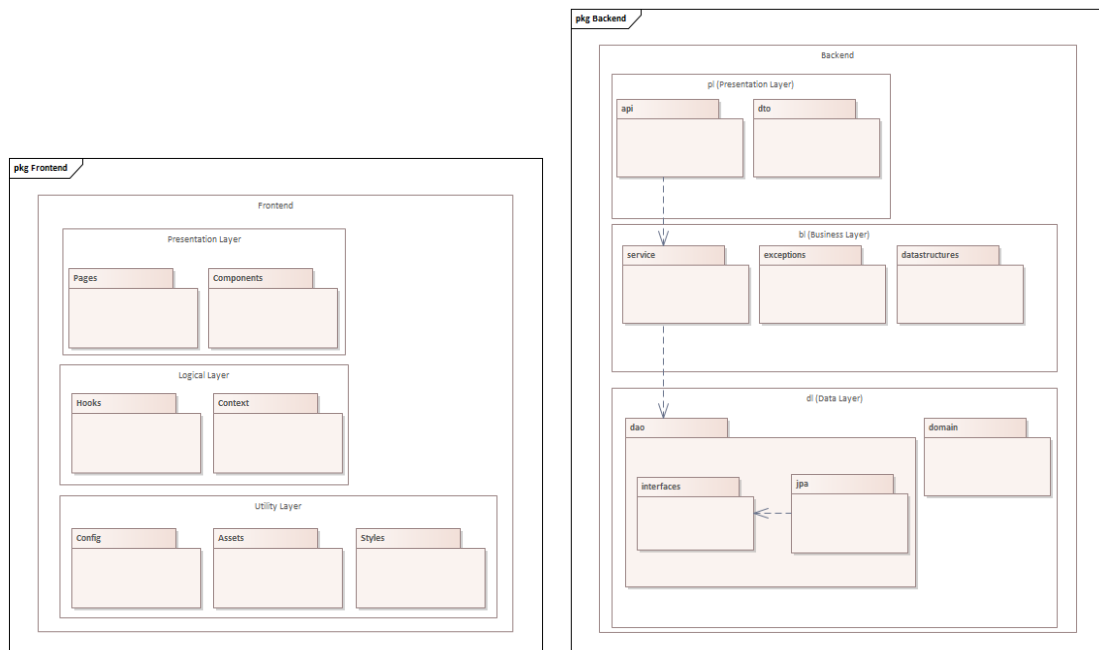 pkg Frontend
Frontend
Presentation Layer
Pages
Components
Logical Layer
Hooks
Context
Utility Layer
Config
Assets
Styles
pkg Backend
Backend
pl (Presentation Layer)
api
dto
bl (Business Layer)
service
exceptions
datastructures
dl (Data Layer)
dao
domain
interfaces
jpa